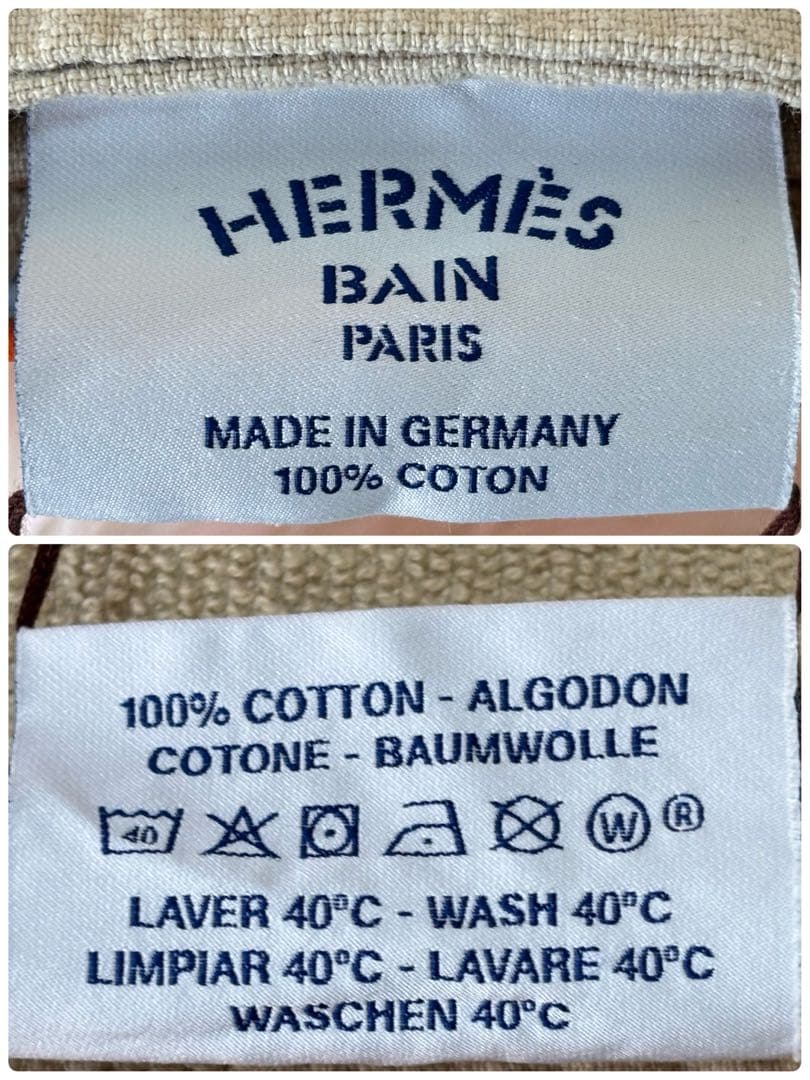 HERMÈS
BAIN
PARIS
MADE IN GERMANY
100% COTON
100% COTTON - ALGODON
COTONE - BAUMWOLLE
40 W ®
LAVER 40°C - WASH 40°C
LIMPIAR 40°C - LAVARE 40°C
WASCHEN 40°C